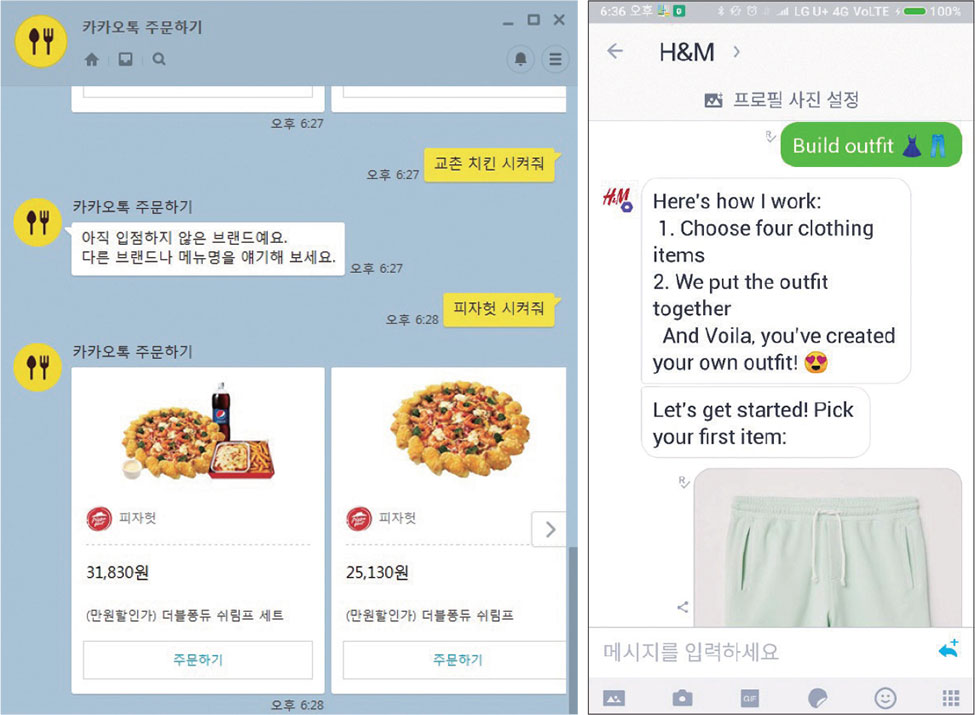 카카오톡 주문하기
오후 6:27
교촌 치킨 시켜줘
오후 6:27
카카오톡 주문하기
아직 입점하지 않은 브랜드예요.
다른 브랜드나 메뉴명을 얘기해 보세요.
오후 6:27
피자헛 시켜줘
오후 6:28
카카오톡 주문하기
피자헛
31,830원
(만원할인가) 더블퐁듀 쉬림프 세트
주문하기
피자헛
25,130원
(만원할인가) 더블퐁듀 쉬림프
주문하기
오후 6:28
6:36 오후
LG U+ 4G VoLTE
100%
H&M
프로필 사진 설정
Build outfit
H&M
Here's how I work:
1. Choose four clothing
items
2. We put the outfit
together
And Voila, you've created
your own outfit!
Let's get started! Pick
your first item:
메시지를 입력하세요
GIF